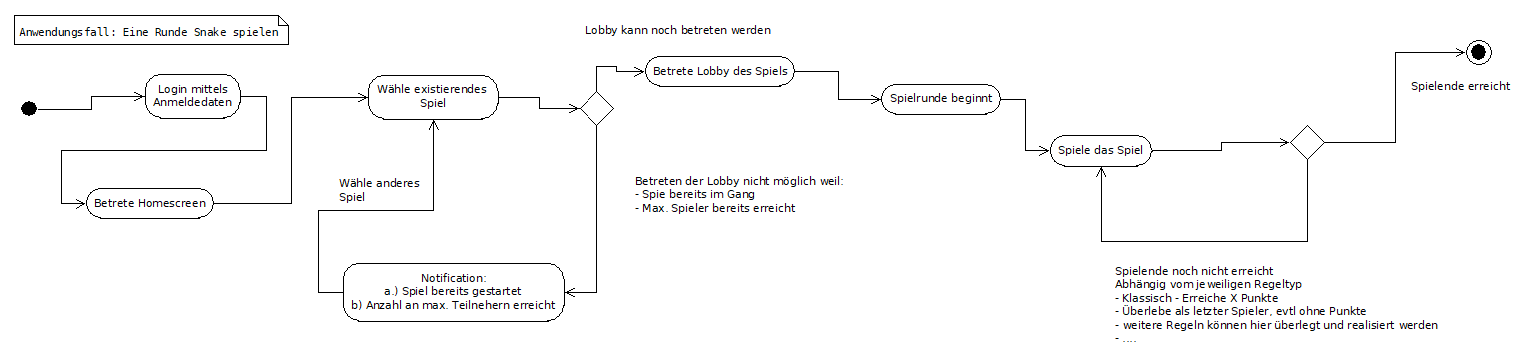 Anwendungsfall: Eine Runde Snake spielen
Login mittels
Anmeldedaten
Betrete Homescreen
Wähle existierendes
Spiel
Wähle anderes
Spiel
Notification:
a.) Spiel bereits gestartet
b) Anzahl an max. Teilnehern erreicht
Lobby kann noch betreten werden
Betrete Lobby des Spiels
Betreten der Lobby nicht möglich weil:
- Spie bereits im Gang
- Max. Spieler bereits erreicht
Spielrunde beginnt
Spiele das Spiel
Spielende erreicht
Spielende noch nicht erreicht
Abhängig vom jeweiligen Regeltyp
- Klassisch - Erreiche X Punkte
- Überlebe als letzter Spieler, evtl ohne Punkte
- weitere Regeln können hier überlegt und realisiert werden
- ....